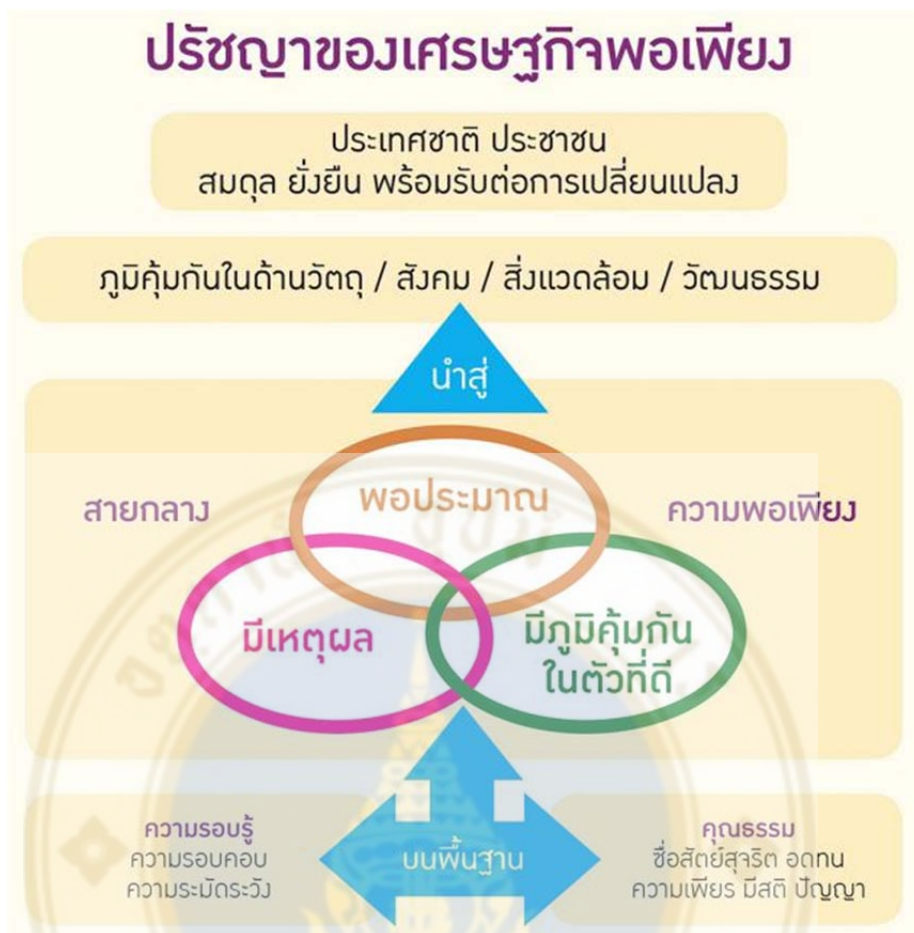 ปรัชญาของเศรษฐกิจพอเพียง
ประเทศชาติ ประชาชน
สมดุล ยั่งยืน พร้อมรับต่อการเปลี่ยนแปลง
ภูมิคุ้มกันในด้านวัตถุ / สังคม / สิ่งแวดล้อม / วัฒนธรรม
นำสู่
สายกลาง
พอประมาณ
ความพอเพียง
มีเหตุผล
มีภูมิคุ้มกัน
ในตัวที่ดี
ความรอบรู้
ความรอบคอบ
ความระมัดระวัง
บนพื้นฐาน
คุณธรรม
ซื่อสัตย์สุจริต อดทน
ความเพียร มีสติ ปัญญา